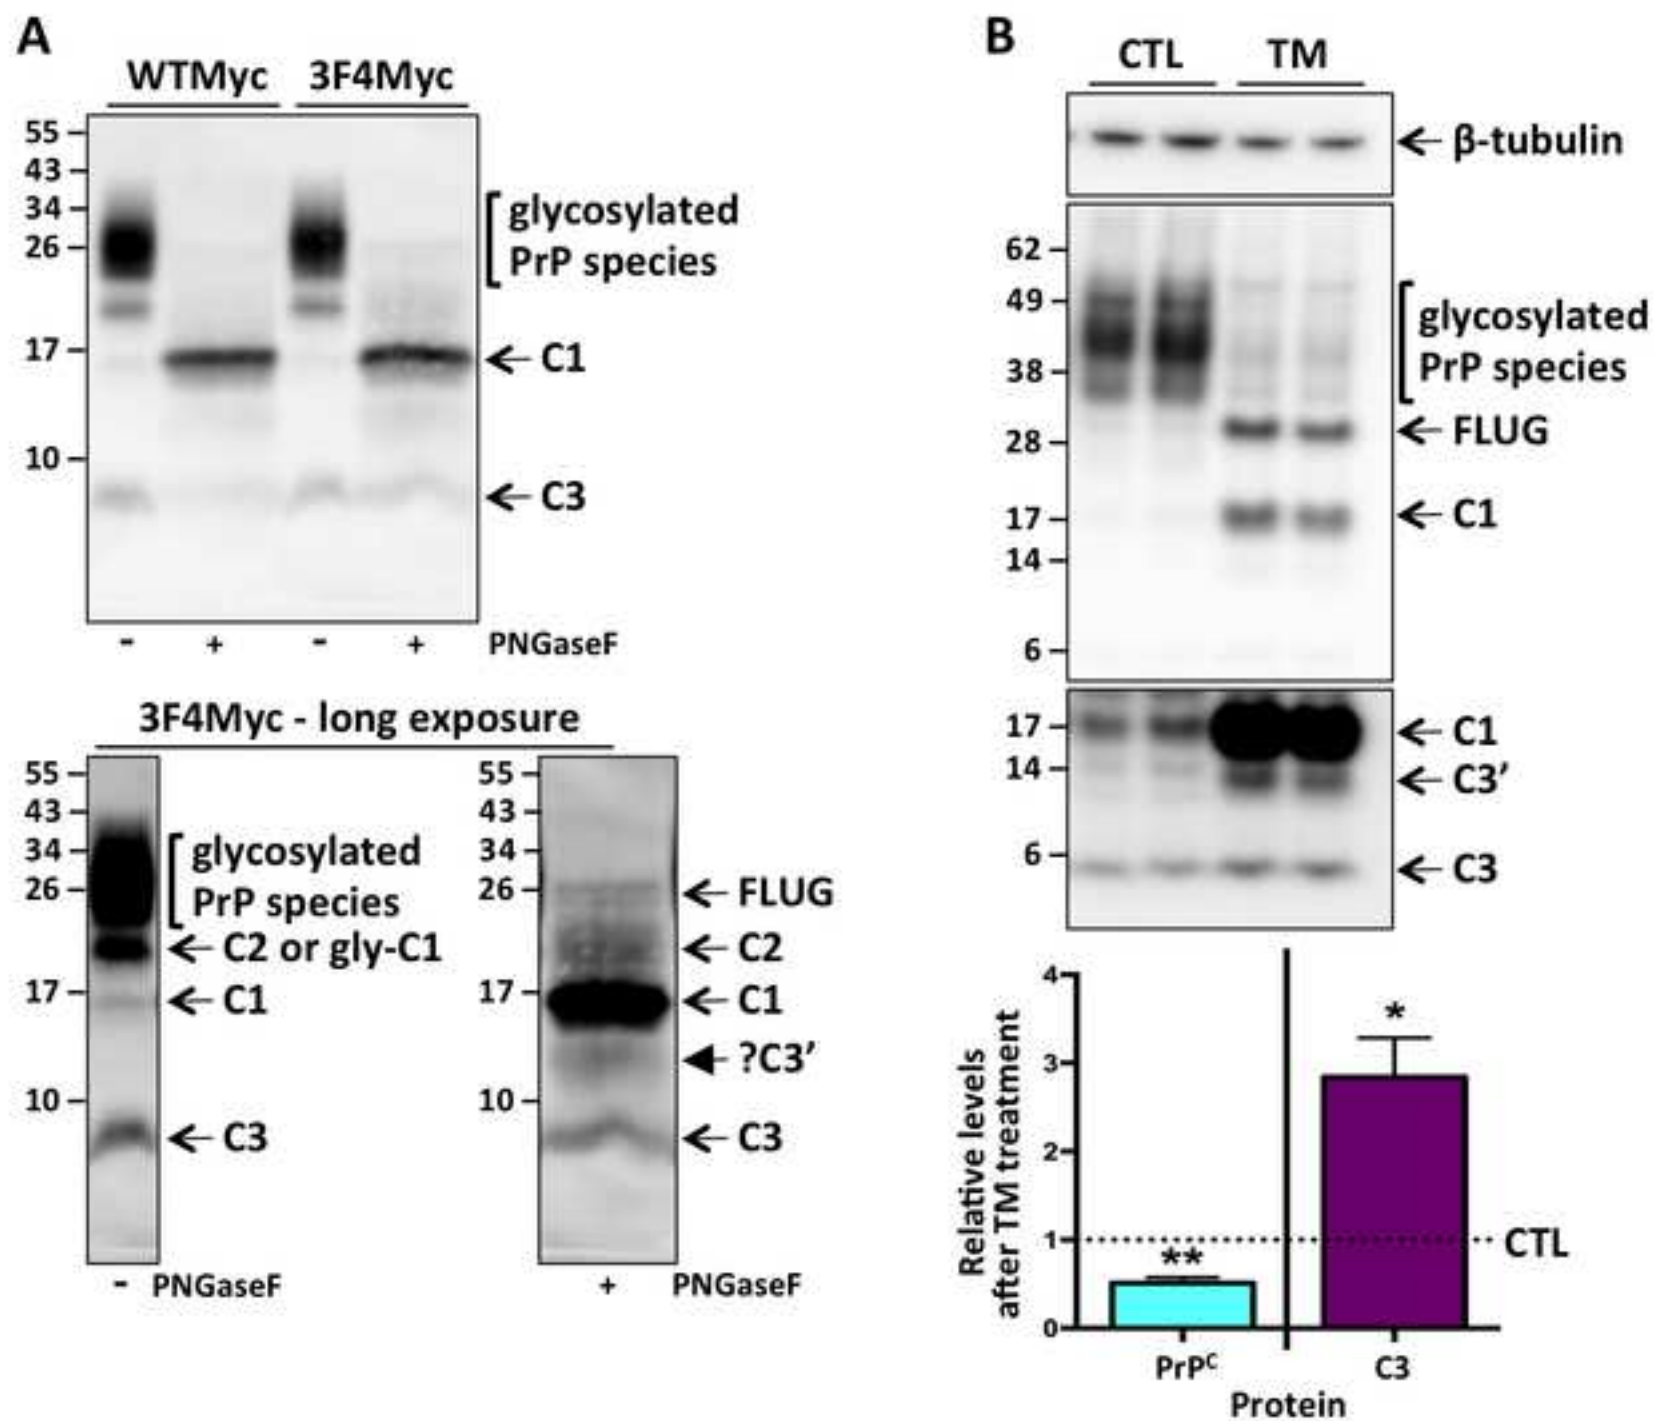 A
WTMyc 3F4Myc
55
43
34
26
17
10
glycosylated
PrP species
← C1
← C3
- + - + PNGaseF
3F4Myc - long exposure
55
43
34
26
17
10
glycosylated
PrP species
← C2 or gly-C1
← C1
← C3
- PNGaseF
55
43
34
26
17
10
← FLUG
← C2
← C1
◄ ?C3’
← C3
+ PNGaseF
B
CTL TM
← β-tubulin
62
49
38
28
17
14
6
glycosylated
PrP species
← FLUG
← C1
17
14
6
← C1
← C3’
← C3
Relative levels
after TM treatment
4
3
2
1
0
**
*
CTL
PrPᶜ C3
Protein